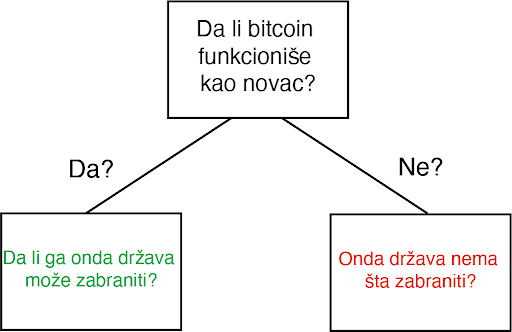 Da li bitcoin
funkcioniše
kao novac?
Da?
Ne?
Da li ga onda država
može zabraniti?
Onda država nema
šta zabraniti?